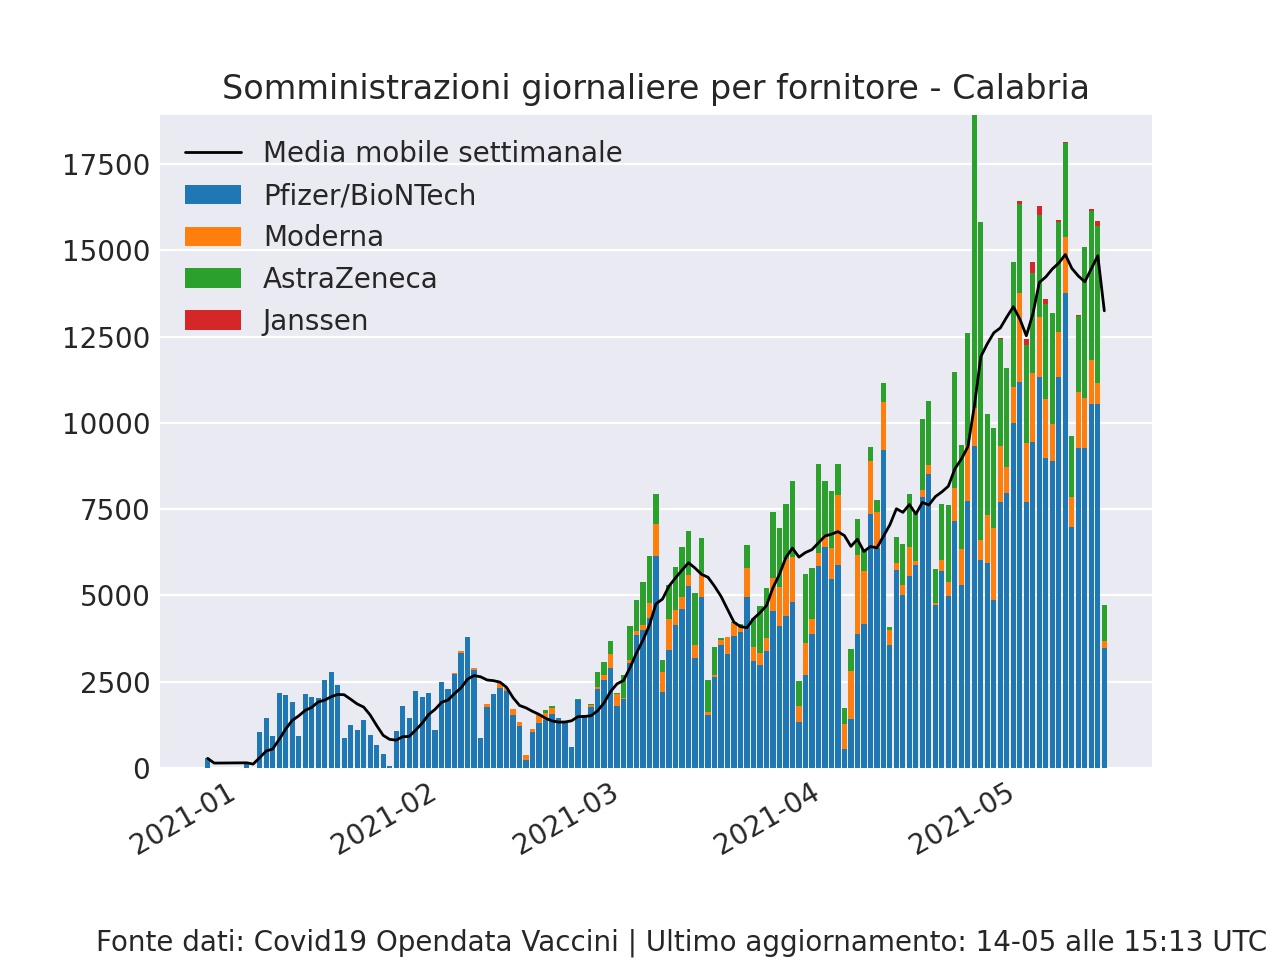 Somministrazioni giornaliere per fornitore - Calabria
Media mobile settimanale
Pfizer/BioNTech
Moderna
AstraZeneca
Janssen
17500
15000
12500
10000
7500
5000
2500
0
2021-01
2021-02
2021-03
2021-04
2021-05
Fonte dati: Covid19 Opendata Vaccini | Ultimo aggiornamento: 14-05 alle 15:13 UTC